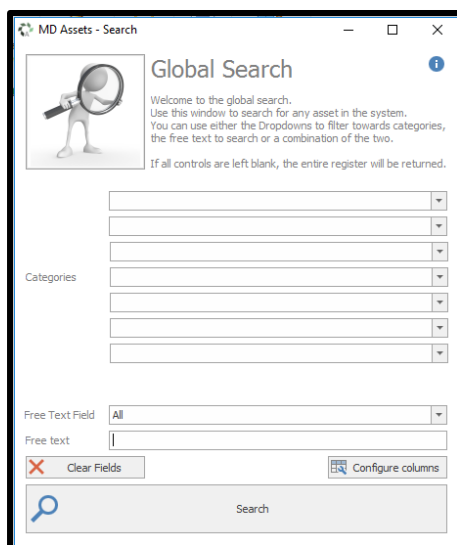 MD Assets - Search
Global Search
Welcome to the global search.
Use this window to search for any asset in the system.
You can use either the Dropdowns to filter towards categories,
the free text to search or a combination of the two.
If all controls are left blank, the entire register will be returned.
Categories
Free Text Field All
Free text
Clear Fields Configure columns
Search